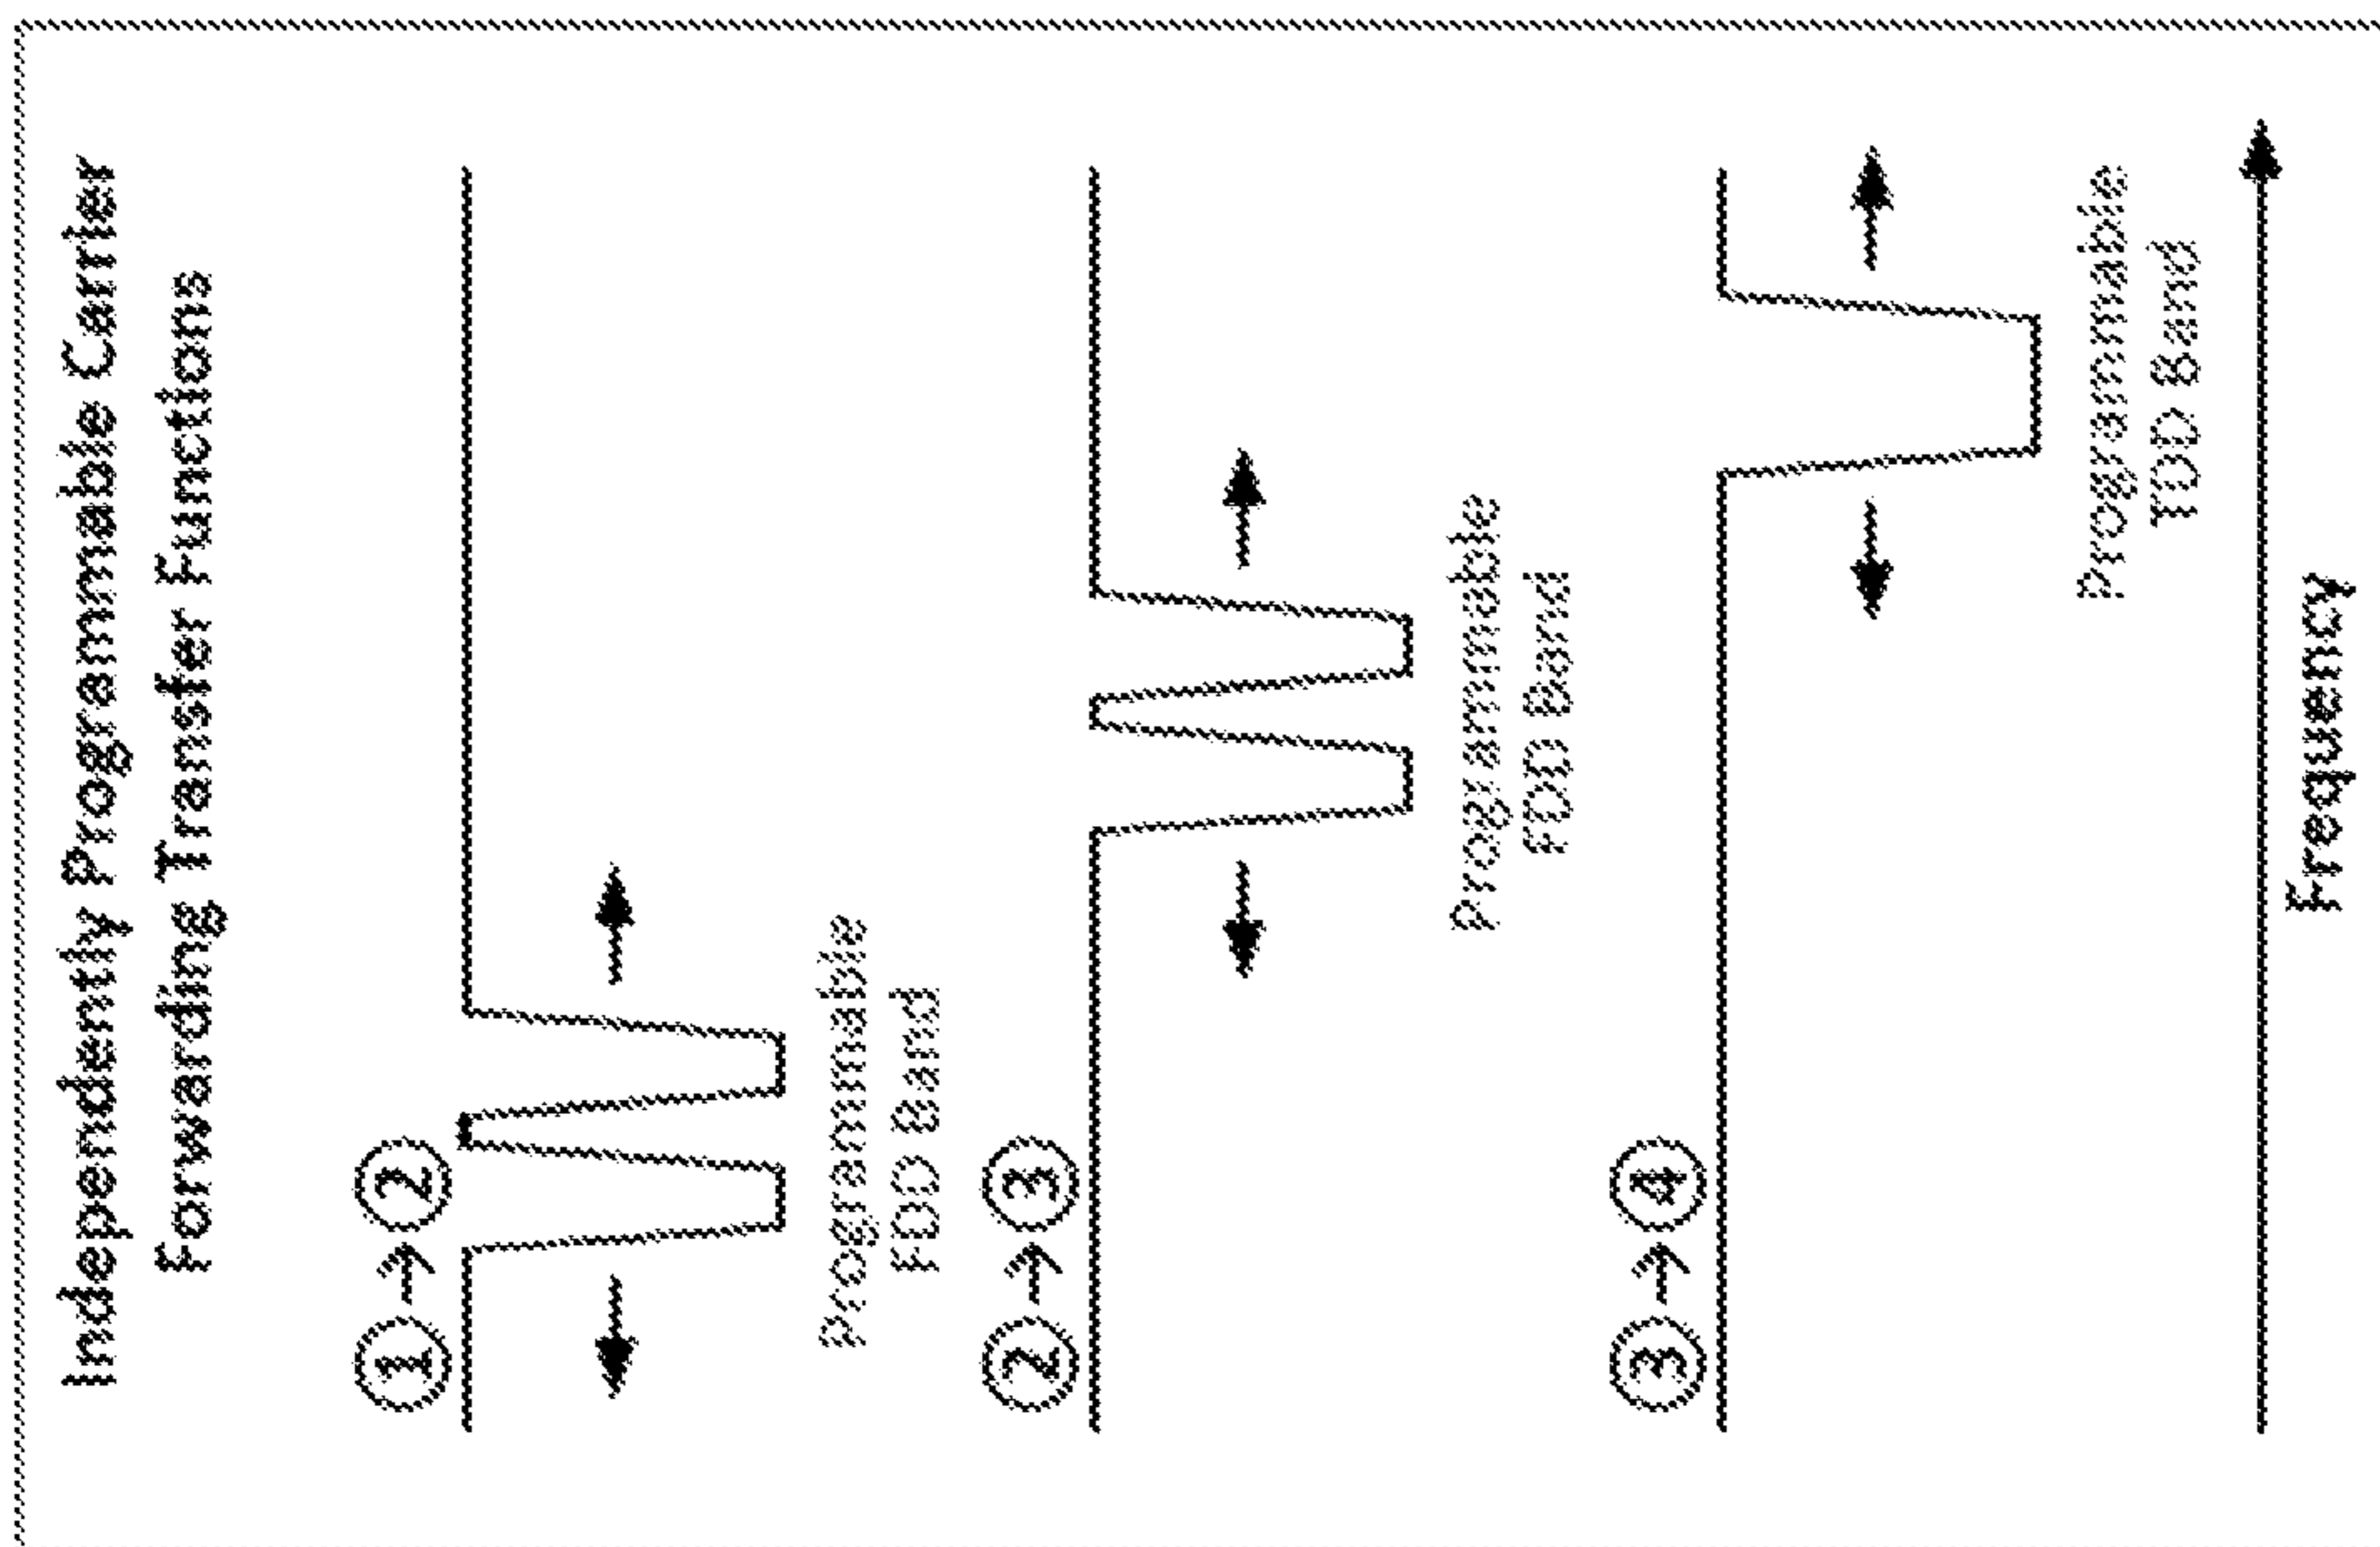 Independently Programmable Carrier
Forwarding Transfer Functions
①→②
Programmable
FDD Band
②→③
Programmable
FDD Band
③→④
Programmable
TDD Band
Frequency